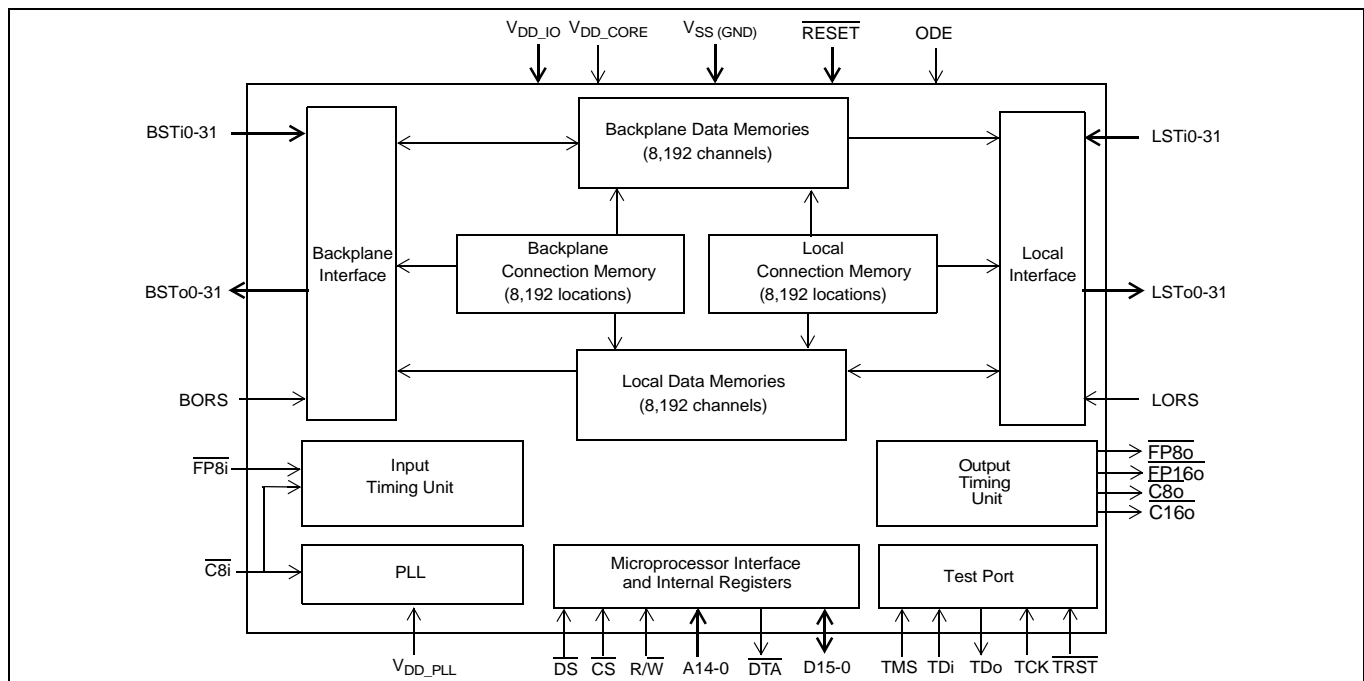 VDD_IO VDD_CORE VSS (GND) RESET ODE
BSTi0-31
Backplane Data Memories
(8,192 channels)
LSTi0-31
Backplane
Interface
Backplane
Connection Memory
(8,192 locations)
Local
Connection Memory
(8,192 locations)
Local
Interface
BSTo0-31
LSTo0-31
Local Data Memories
(8,192 channels)
BORS
LORS
FP8i
Input
Timing Unit
Output
Timing
Unit
FP8o
FP16o
C8o
C16o
C8i
PLL
Microprocessor Interface
and Internal Registers
Test Port
VDD_PLL
DS CS R/W A14-0 DTA D15-0 TMS TDi TDo TCK TRST